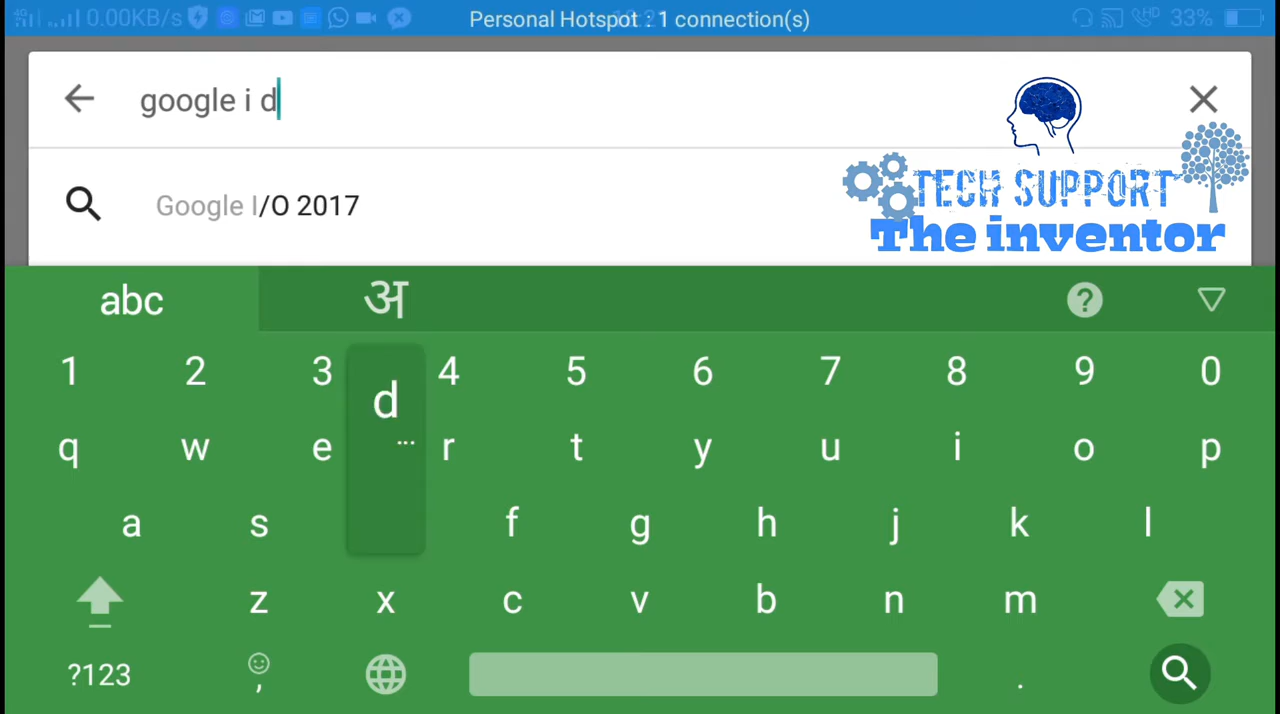 0.00KB/s Personal Hotspot : 1 connection(s) HD 33%
google i d
Google I/O 2017
TECH SUPPORT
The inventor
abc अ ?
1 2 3 4 5 6 7 8 9 0
d
q w e r t y u i o p
a s f g h j k l
z x c v b n m
?123 , .